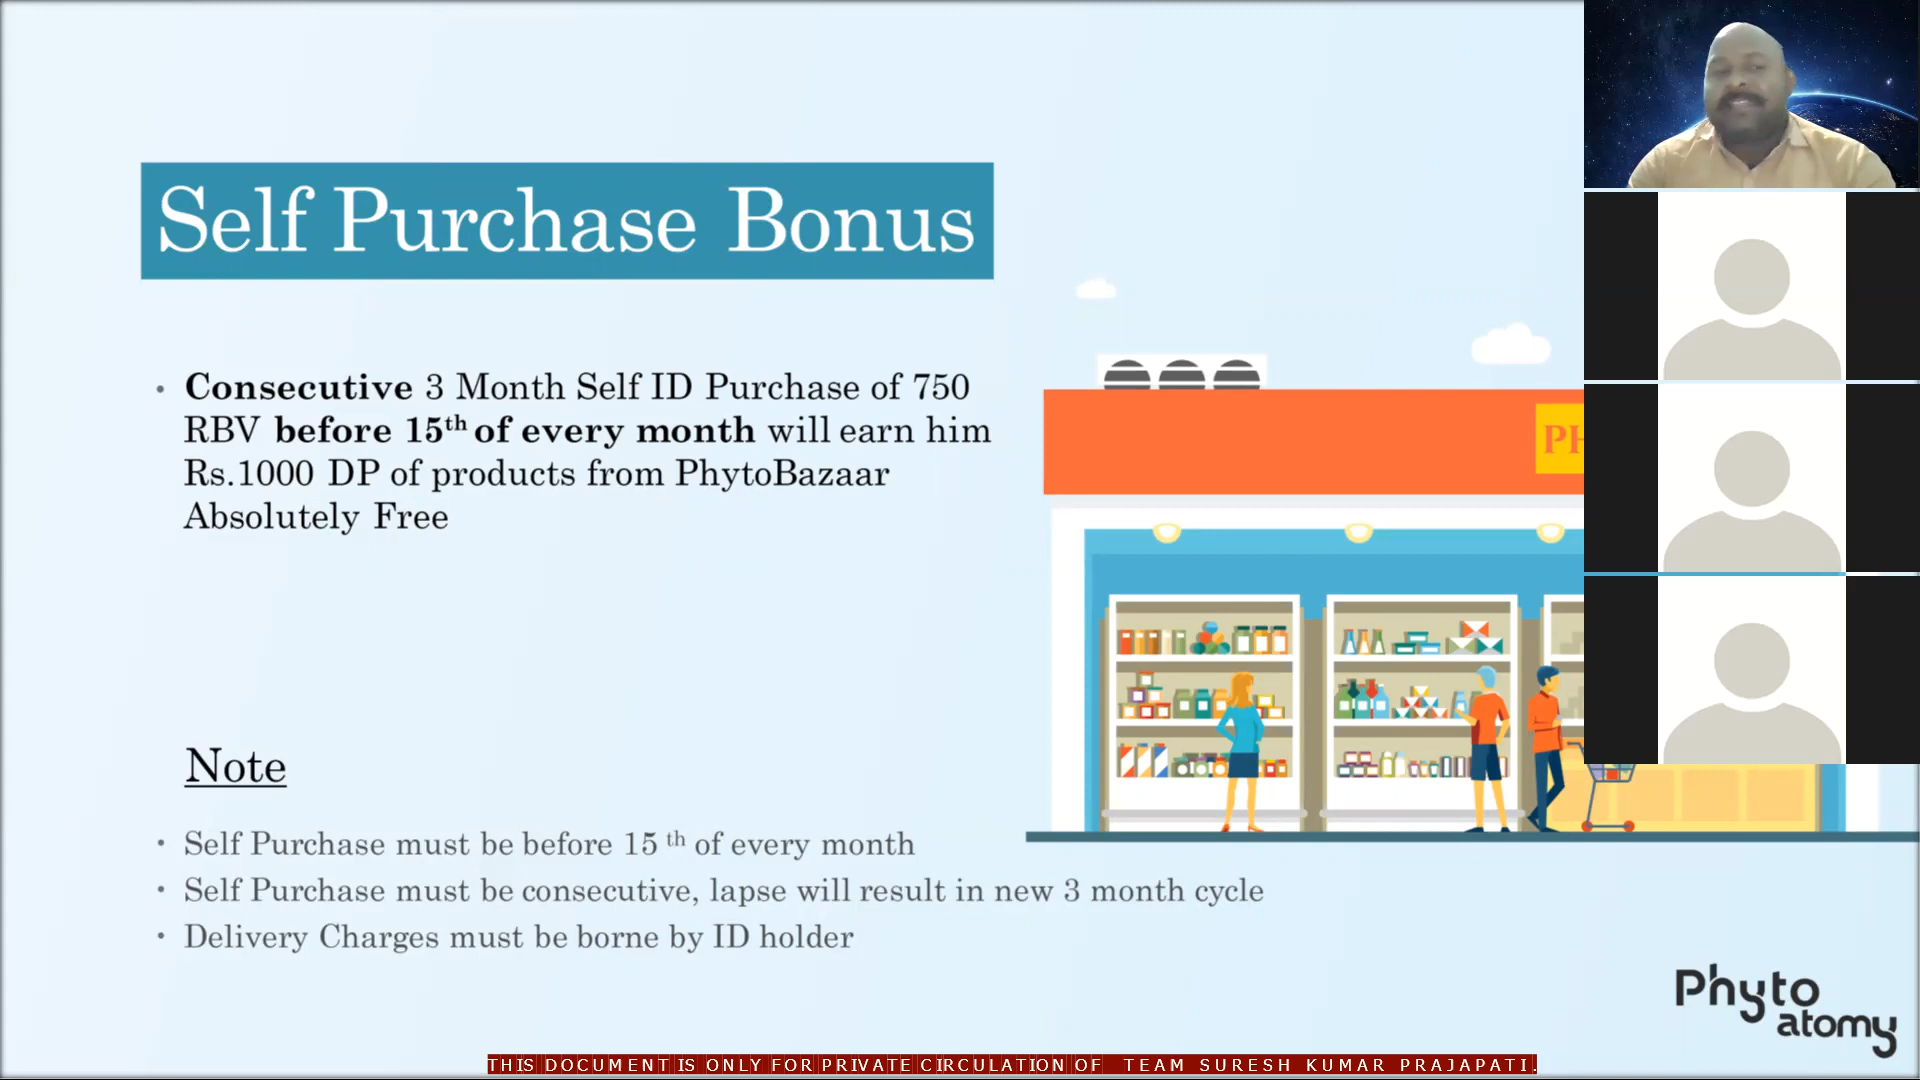 Self Purchase Bonus
• Consecutive 3 Month Self ID Purchase of 750
RBV before 15th of every month will earn him
Rs.1000 DP of products from PhytoBazaar
Absolutely Free
PH
Note
• Self Purchase must be before 15 th of every month
• Self Purchase must be consecutive, lapse will result in new 3 month cycle
• Delivery Charges must be borne by ID holder
Phyto
atomy
THIS DOCUMENT IS ONLY FOR PRIVATE CIRCULATION OF TEAM SURESH KUMAR PRAJAPATI.